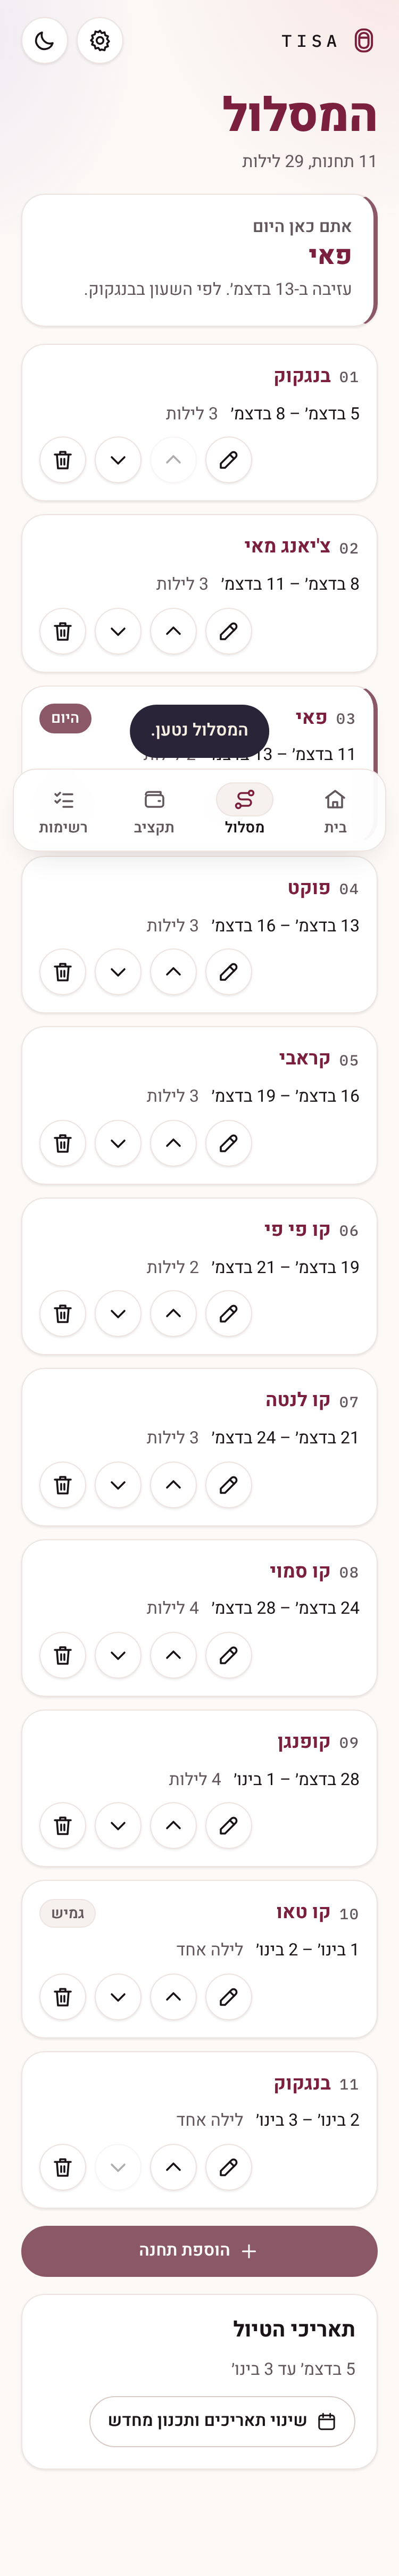 TISA
המסלול
11 תחנות, 29 לילות
אתם כאן היום
פאי
עזיבה ב-13 בדצמ׳. לפי השעון בבנגקוק.
01 בנגקוק
5 בדצמ׳ – 8 בדצמ׳ 3 לילות
02 צ'יאנג מאי
8 בדצמ׳ – 11 בדצמ׳ 3 לילות
03 פאי היום
המסלול נטען.
11 בדצמ׳ – 13 בדצמ׳ 2 לילות
בית מסלול תקציב רשימות
04 פוקט
13 בדצמ׳ – 16 בדצמ׳ 3 לילות
05 קראבי
16 בדצמ׳ – 19 בדצמ׳ 3 לילות
06 קו פי פי
19 בדצמ׳ – 21 בדצמ׳ 2 לילות
07 קו לנטה
21 בדצמ׳ – 24 בדצמ׳ 3 לילות
08 קו סמוי
24 בדצמ׳ – 28 בדצמ׳ 4 לילות
09 קופנגן
28 בדצמ׳ – 1 בינו׳ 4 לילות
10 קו טאו גמיש
1 בינו׳ – 2 בינו׳ לילה אחד
11 בנגקוק
2 בינו׳ – 3 בינו׳ לילה אחד
הוספת תחנה
תאריכי הטיול
5 בדצמ׳ עד 3 בינו׳
שינוי תאריכים ותכנון מחדש